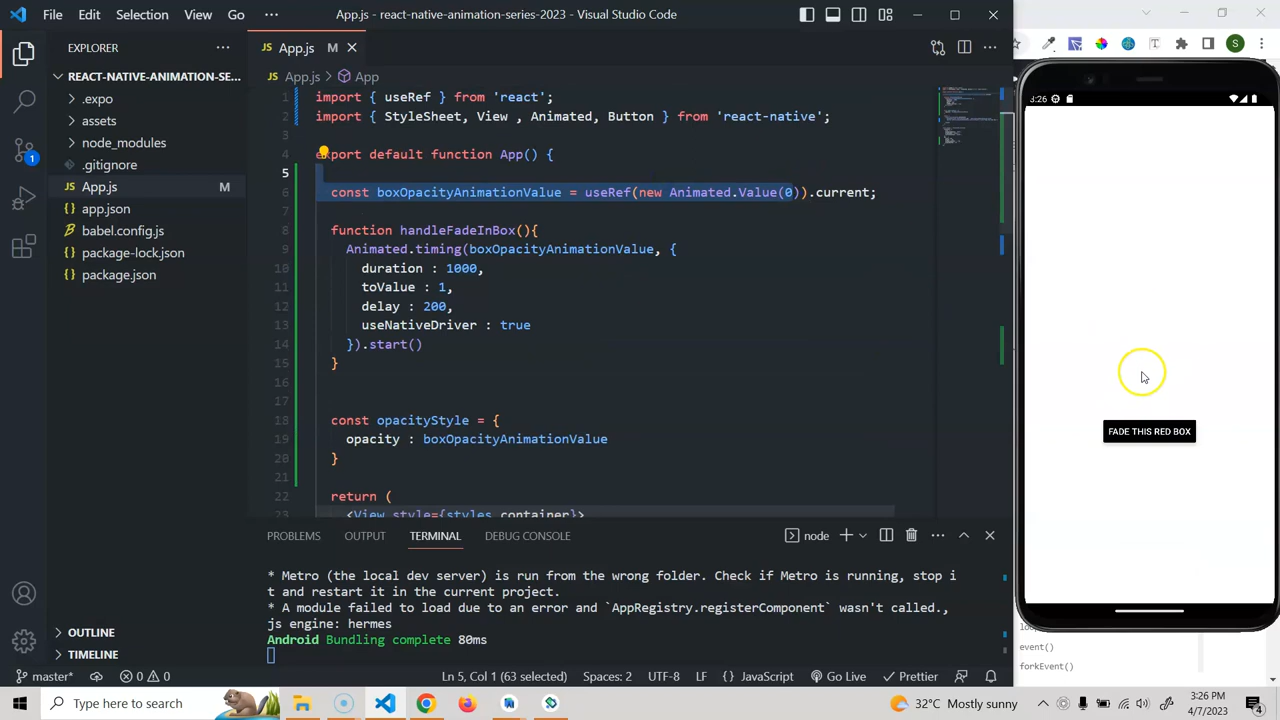 File Edit View Go ··· App.js - react-native-animation-series-2023 - Visual Studio Code
EXPLORER ···
REACT-NATIVE-ANIMATION-SE...
.expo
assets
node_modules
.gitignore
App.js M
app.json
babel.config.js
package-lock.json
package.json
OUTLINE
TIMELINE
1
App.js M
App.js > App
1 import { useRef } from 'react';
2 import { StyleSheet, View , Animated, Button } from 'react-native';
3
4 export default function App() {
5
6 const boxOpacityAnimationValue = useRef(new Animated.Value(0)).current;
7
8 function handleFadeInBox(){
9 Animated.timing(boxOpacityAnimationValue, {
10 duration : 1000,
11 toValue : 1,
12 delay : 200,
13 useNativeDriver : true
14 }).start()
15 }
16
17
18 const opacityStyle = {
19 opacity : boxOpacityAnimationValue
20 }
21
22 return (
23 <View style={styles.container}>
PROBLEMS OUTPUT TERMINAL DEBUG CONSOLE node
* Metro (the local dev server) is run from the wrong folder. Check if Metro is running, stop i
t and restart it in the current project.
* A module failed to load due to an error and `AppRegistry.registerComponent` wasn't called.,
js engine: hermes
Android Bundling complete 80ms
master* 0 0 Ln 5, Col 1 (63 selected) Spaces: 2 UTF-8 LF {} JavaScript Go Live Prettier
S
3:26
FADE THIS RED BOX
event()
forkEvent()
Type here to search
32°C Mostly sunny
3:26 PM
4/7/2023
4